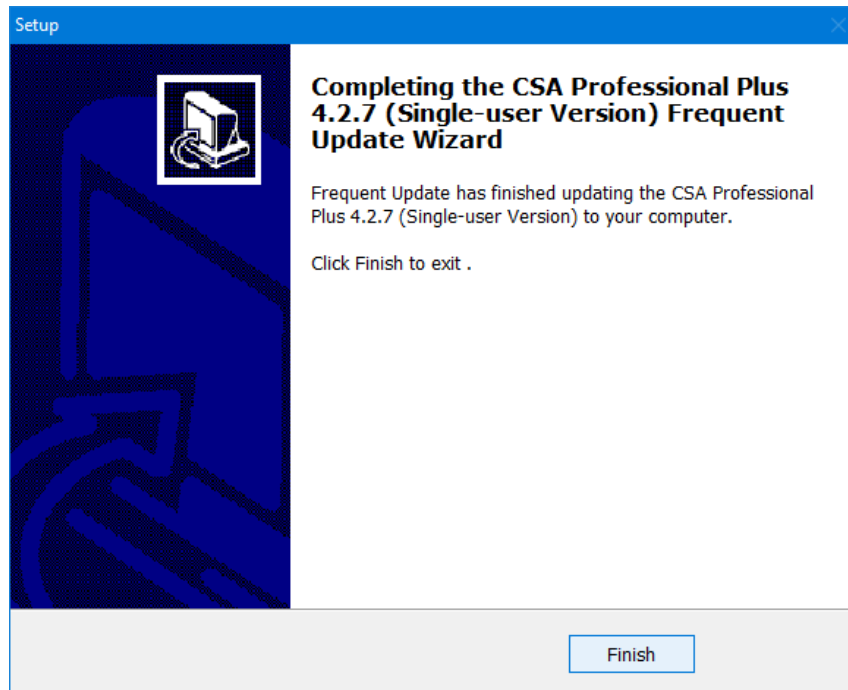 Setup
Completing the CSA Professional Plus
4.2.7 (Single-user Version) Frequent
Update Wizard
Frequent Update has finished updating the CSA Professional
Plus 4.2.7 (Single-user Version) to your computer.
Click Finish to exit .
Finish